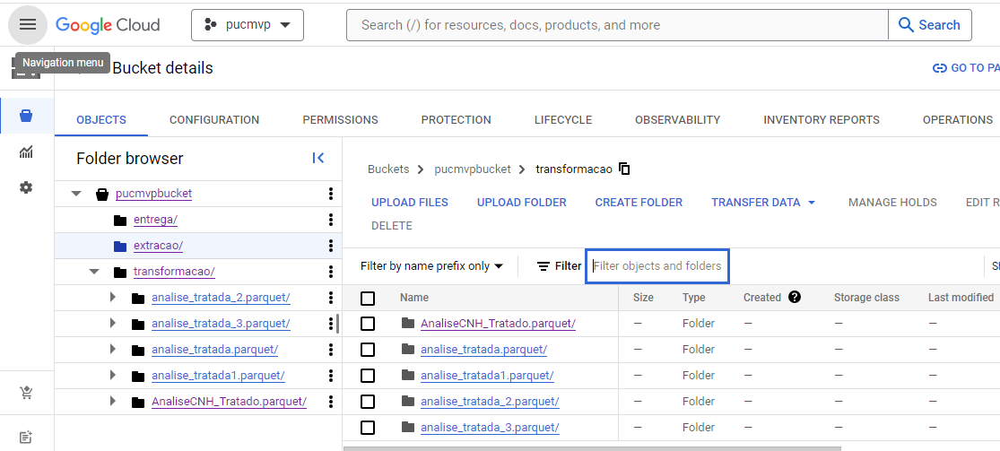 Google Cloud
pucmvp
Search (/) for resources, docs, products, and more
Search
Navigation menu
Bucket details
GO TO PA
OBJECTS
CONFIGURATION
PERMISSIONS
PROTECTION
LIFECYCLE
OBSERVABILITY
INVENTORY REPORTS
OPERATIONS
Folder browser
pucmvpbucket
entrega/
extracao/
transformacao/
analise_tratada_2.parquet/
analise_tratada_3.parquet/
analise_tratada.parquet/
analise_tratada1.parquet/
AnaliseCNH_Tratado.parquet/
Buckets
pucmvpbucket
transformacao
UPLOAD FILES
UPLOAD FOLDER
CREATE FOLDER
TRANSFER DATA
MANAGE HOLDS
EDIT R
DELETE
Filter by name prefix only
Filter
Filter objects and folders
Name
Size
Type
Created
Storage class
Last modified
AnaliseCNH_Tratado.parquet/
—
Folder
—
—
—
analise_tratada.parquet/
—
Folder
—
—
—
analise_tratada1.parquet/
—
Folder
—
—
—
analise_tratada_2.parquet/
—
Folder
—
—
—
analise_tratada_3.parquet/
—
Folder
—
—
—